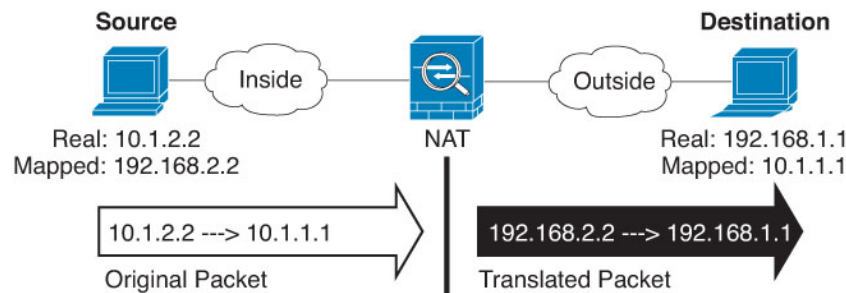 Source
Destination
Inside
Outside
Real: 10.1.2.2
Mapped: 192.168.2.2
NAT
Real: 192.168.1.1
Mapped: 10.1.1.1
10.1.2.2 ---> 10.1.1.1
192.168.2.2 ---> 192.168.1.1
Original Packet
Translated Packet